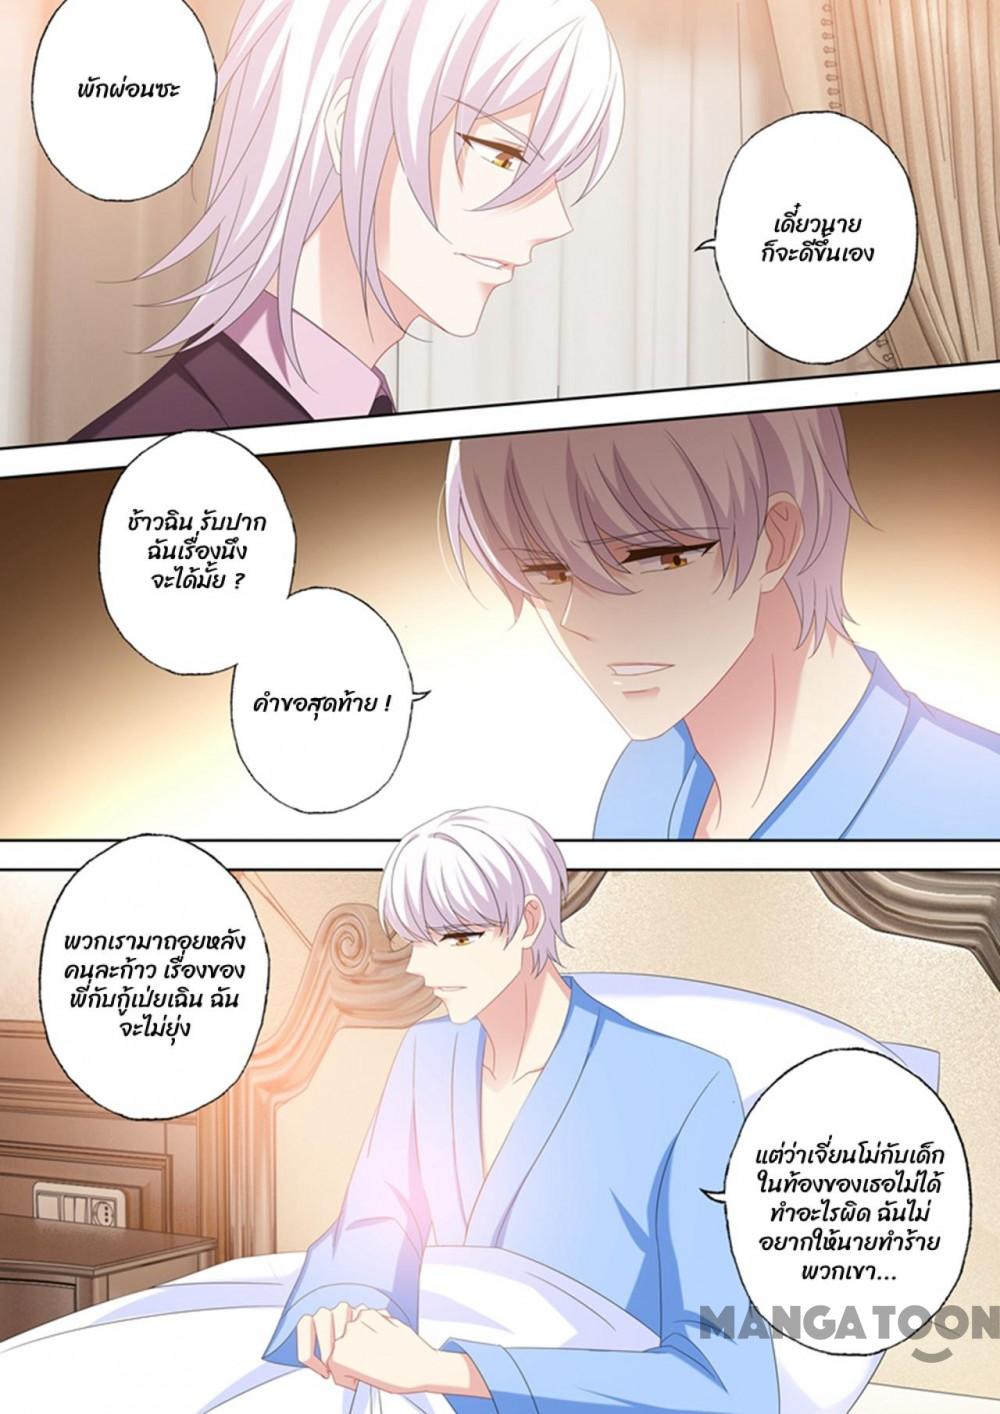 พักผ่อนซะ
เดี๋ยวนาย
ก็จะดีขึ้นเอง
ช้าวฉิน รับปาก
ฉันเรื่องนึง
จะได้มั้ย ?
คำขอสุดท้าย !
พวกเรามาถอยหลัง
คนละก้าว เรื่องของ
พี่กับกู้เป่ยเฉิน ฉัน
จะไม่ยุ่ง
แต่ว่าเจี่ยนโม่กับเด็ก
ในท้องของเธอไม่ได้
ทำอะไรผิด ฉันไม่
อยากให้นายทำร้าย
พวกเขา...
MANGATOON